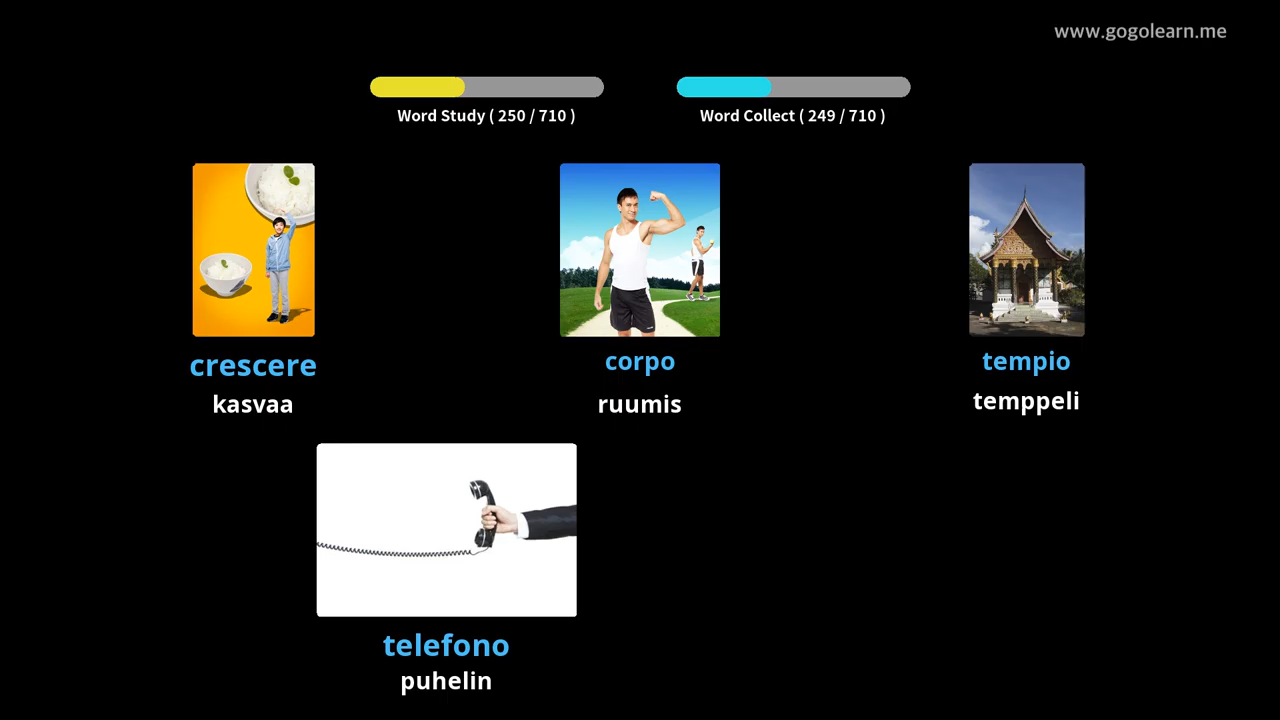 www.gogolearn.me
Word Study ( 250 / 710 )
Word Collect ( 249 / 710 )
crescere
kasvaa
corpo
ruumis
tempio
temppeli
telefono
puhelin